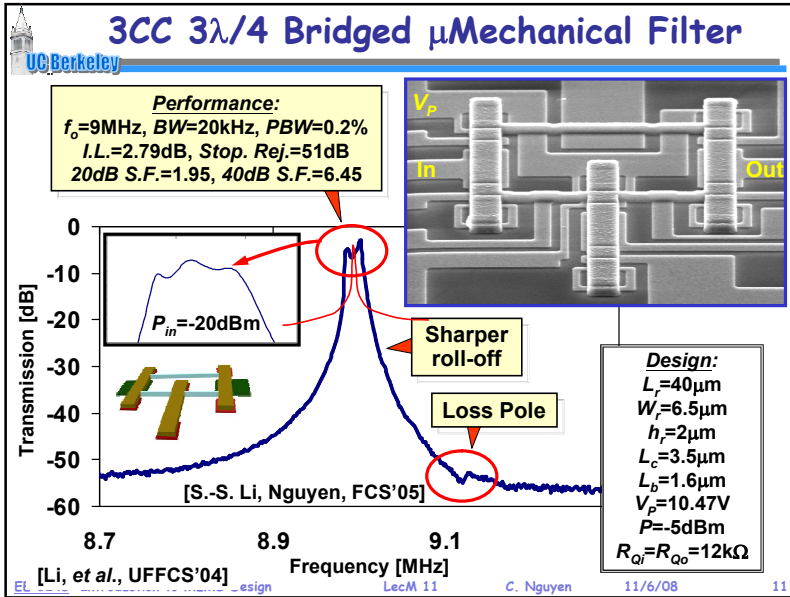 3CC 3λ/4 Bridged μMechanical Filter
UC Berkeley
Performance:
fo=9MHz, BW=20kHz, PBW=0.2%
I.L.=2.79dB, Stop. Rej.=51dB
20dB S.F.=1.95, 40dB S.F.=6.45
VP
In
Out
0
-10
-20
-30
-40
-50
-60
Transmission [dB]
Pin=-20dBm
Sharper
roll-off
Loss Pole
Design:
Lr=40μm
Wr=6.5μm
hr=2μm
Lc=3.5μm
Lb=1.6μm
VP=10.47V
P=-5dBm
RQi=RQo=12kΩ
[S.-S. Li, Nguyen, FCS'05]
8.7
8.9
9.1
Frequency [MHz]
[Li, et al., UFFCS'04]
LecM 11
C. Nguyen
11/6/08
11